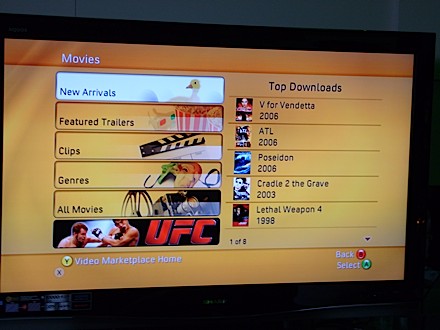 Movies
New Arrivals
Featured Trailers
Clips
Genres
All Movies
UFC
Top Downloads
V for Vendetta
2006
ATL
2006
Poseidon
2006
Cradle 2 the Grave
2003
Lethal Weapon 4
1998
1 of 8
Y Video Marketplace Home
X
Back B
Select A
SHARP